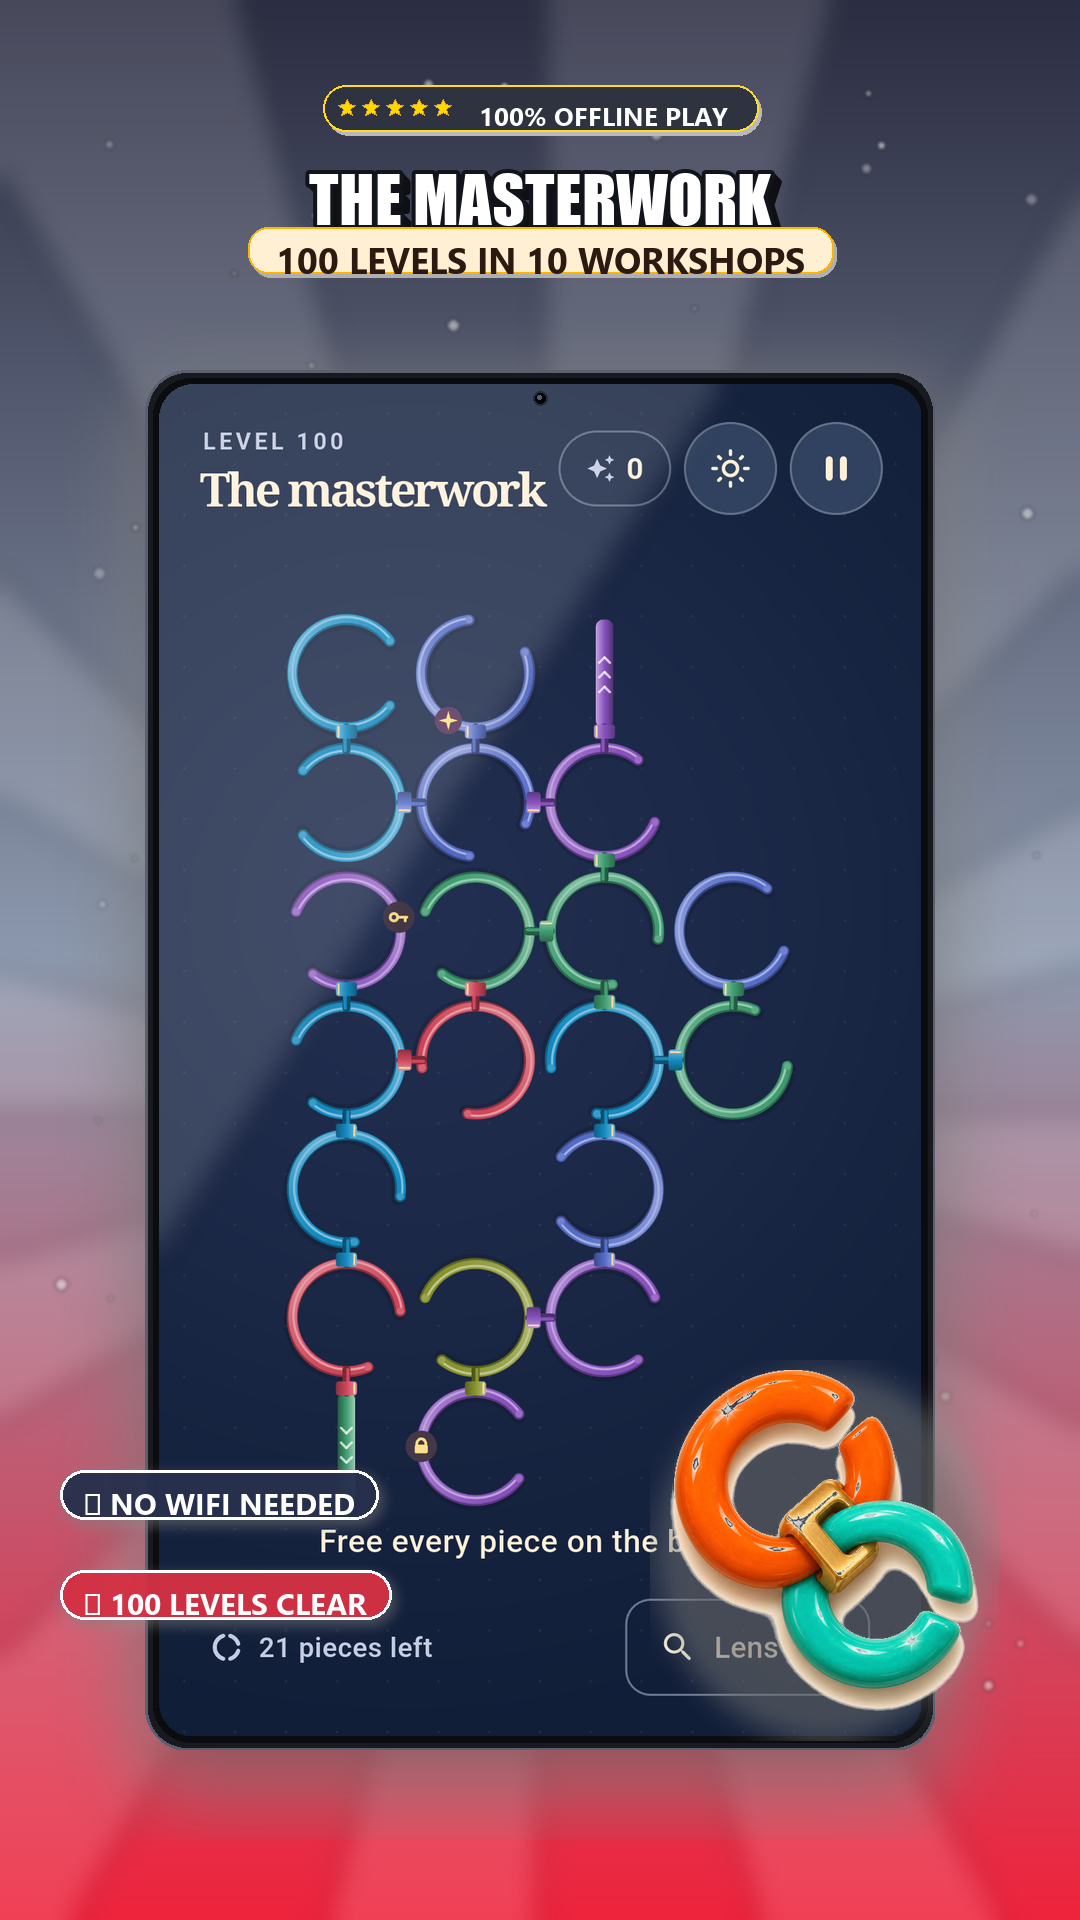 100% OFFLINE PLAY
THE MASTERWORK
100 LEVELS IN 10 WORKSHOPS
LEVEL 100
The masterwork
0
NO WIFI NEEDED
Free every piece on the
100 LEVELS CLEAR
21 pieces left
Lens